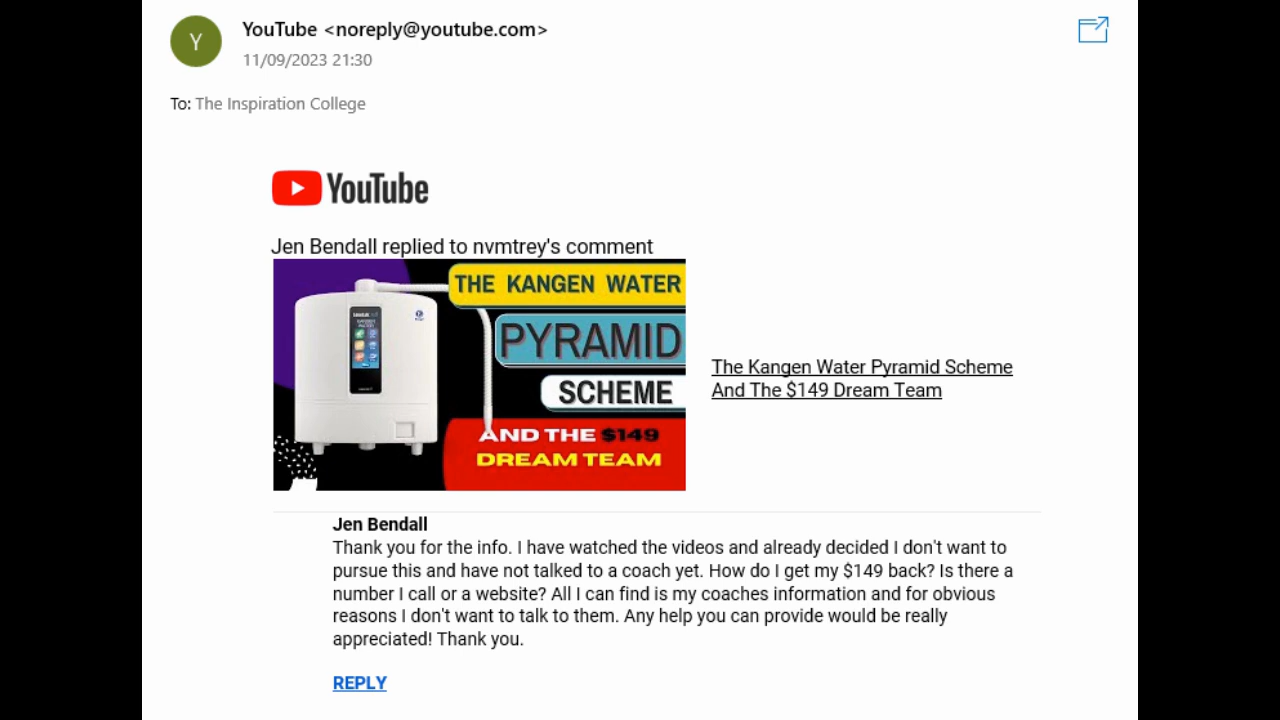 Y
YouTube <noreply@youtube.com>
11/09/2023 21:30
To: The Inspiration College
YouTube
Jen Bendall replied to nvmtrey's comment
THE KANGEN WATER
PYRAMID
SCHEME
AND THE $149
DREAM TEAM
The Kangen Water Pyramid Scheme
And The $149 Dream Team
Jen Bendall
Thank you for the info. I have watched the videos and already decided I don't want to
pursue this and have not talked to a coach yet. How do I get my $149 back? Is there a
number I call or a website? All I can find is my coaches information and for obvious
reasons I don't want to talk to them. Any help you can provide would be really
appreciated! Thank you.
REPLY